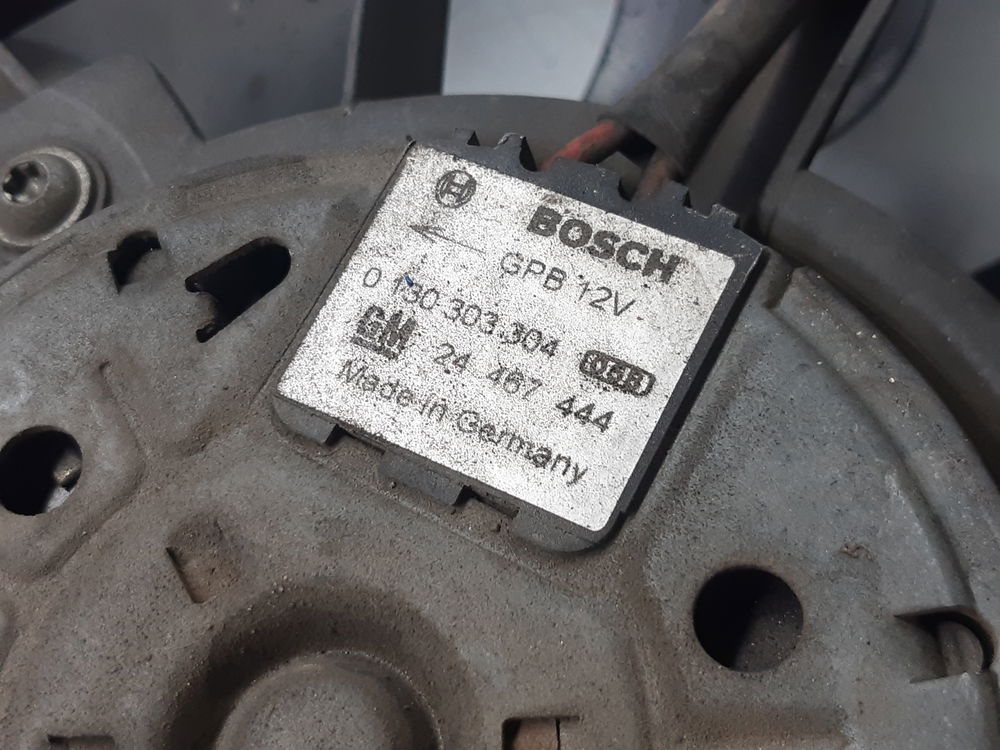 BOSCH
GPB 12V
0 130 303 304
GM 24 467 444
Made in Germany